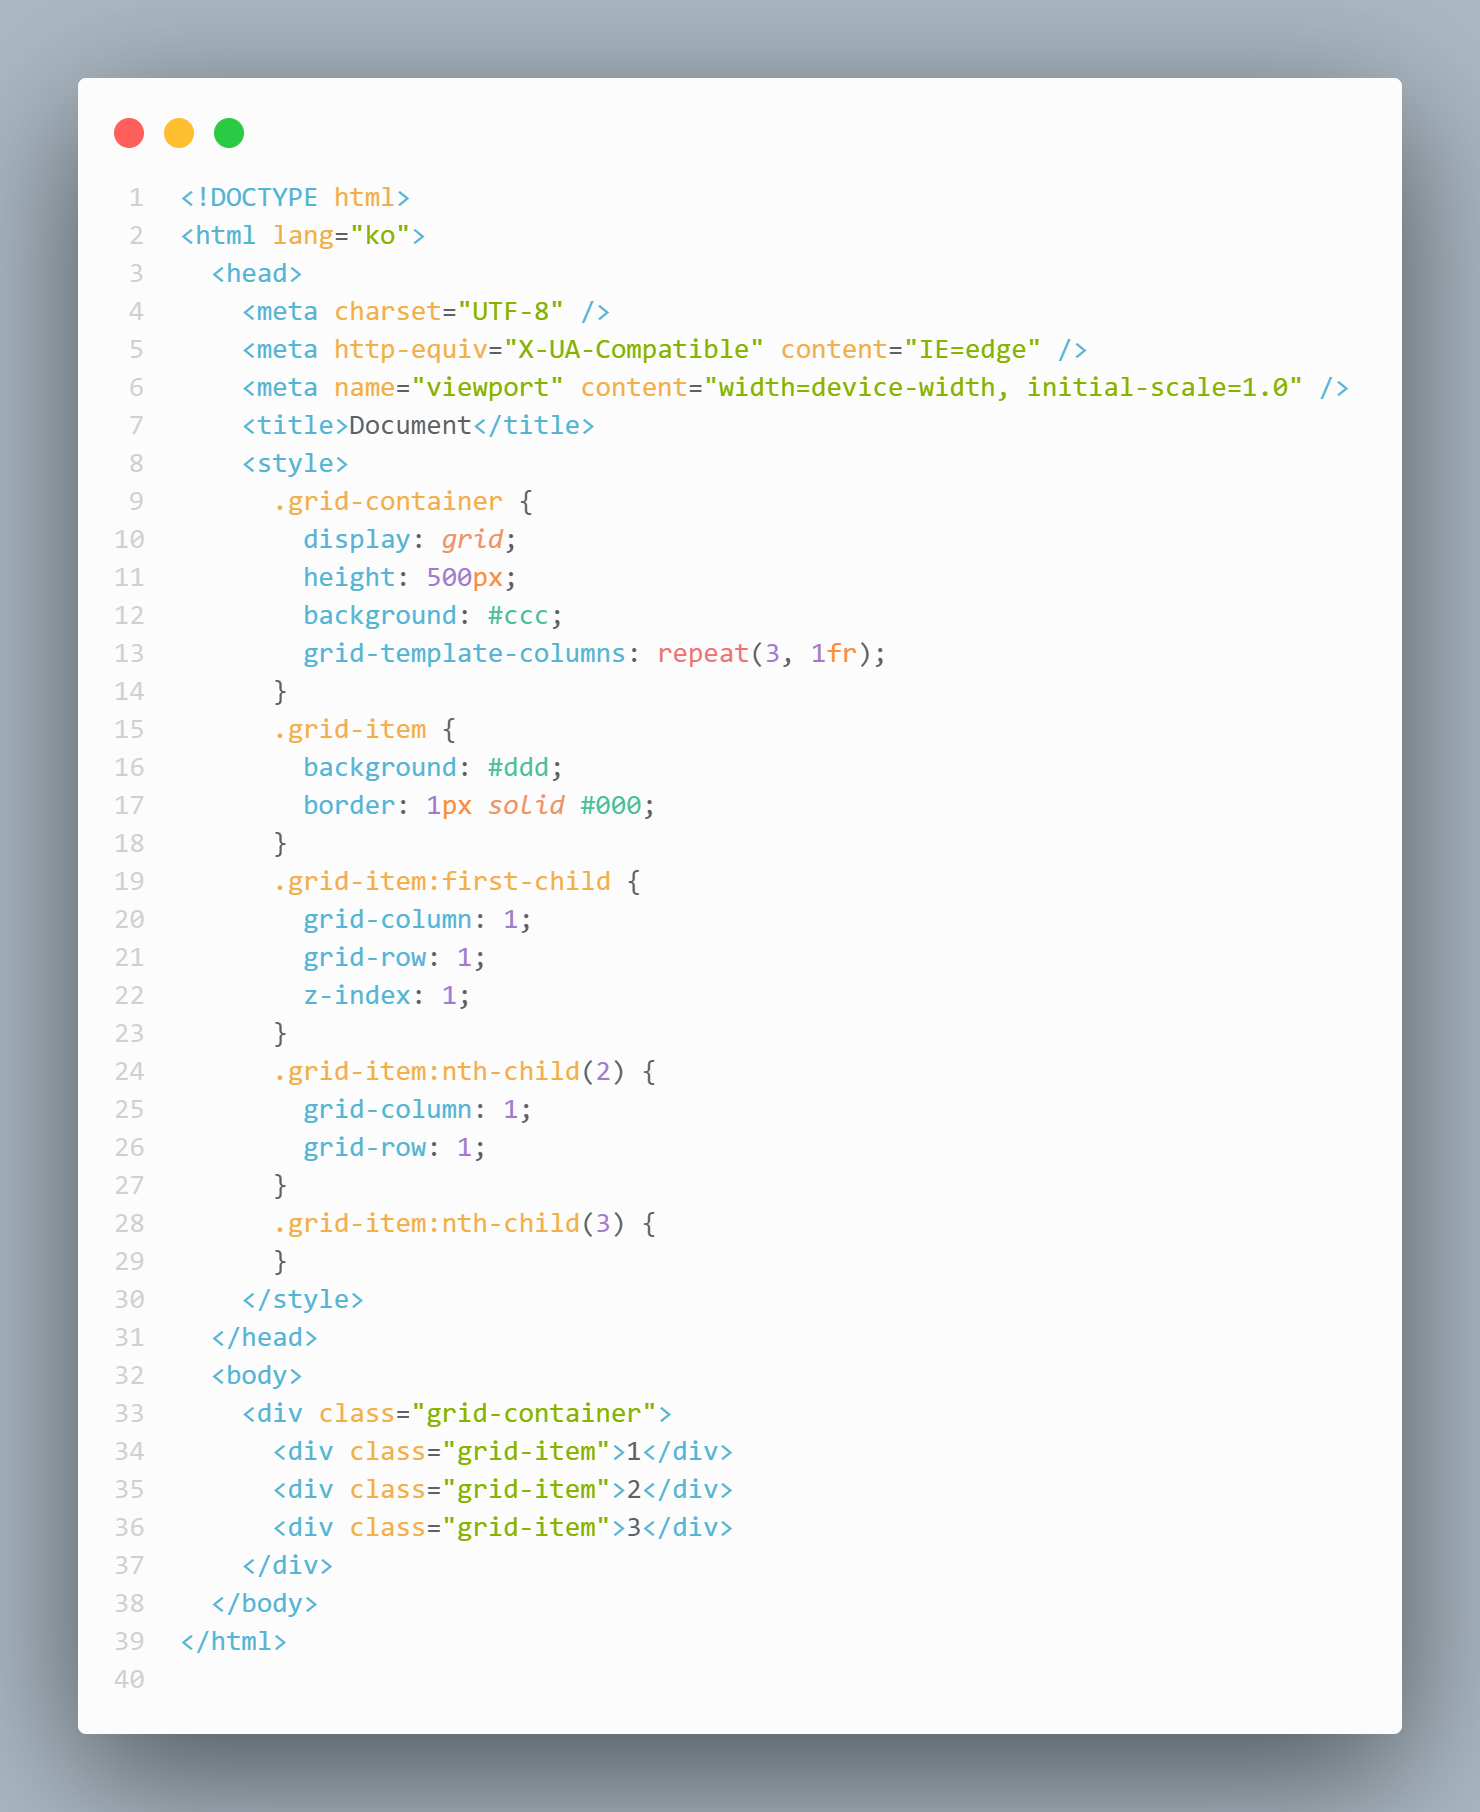 1 <!DOCTYPE html>
2 <html lang="ko">
3   <head>
4     <meta charset="UTF-8" />
5     <meta http-equiv="X-UA-Compatible" content="IE=edge" />
6     <meta name="viewport" content="width=device-width, initial-scale=1.0" />
7     <title>Document</title>
8     <style>
9       .grid-container {
10         display: grid;
11         height: 500px;
12         background: #ccc;
13         grid-template-columns: repeat(3, 1fr);
14       }
15       .grid-item {
16         background: #ddd;
17         border: 1px solid #000;
18       }
19       .grid-item:first-child {
20         grid-column: 1;
21         grid-row: 1;
22         z-index: 1;
23       }
24       .grid-item:nth-child(2) {
25         grid-column: 1;
26         grid-row: 1;
27       }
28       .grid-item:nth-child(3) {
29       }
30     </style>
31   </head>
32   <body>
33     <div class="grid-container">
34       <div class="grid-item">1</div>
35       <div class="grid-item">2</div>
36       <div class="grid-item">3</div>
37     </div>
38   </body>
39 </html>
40